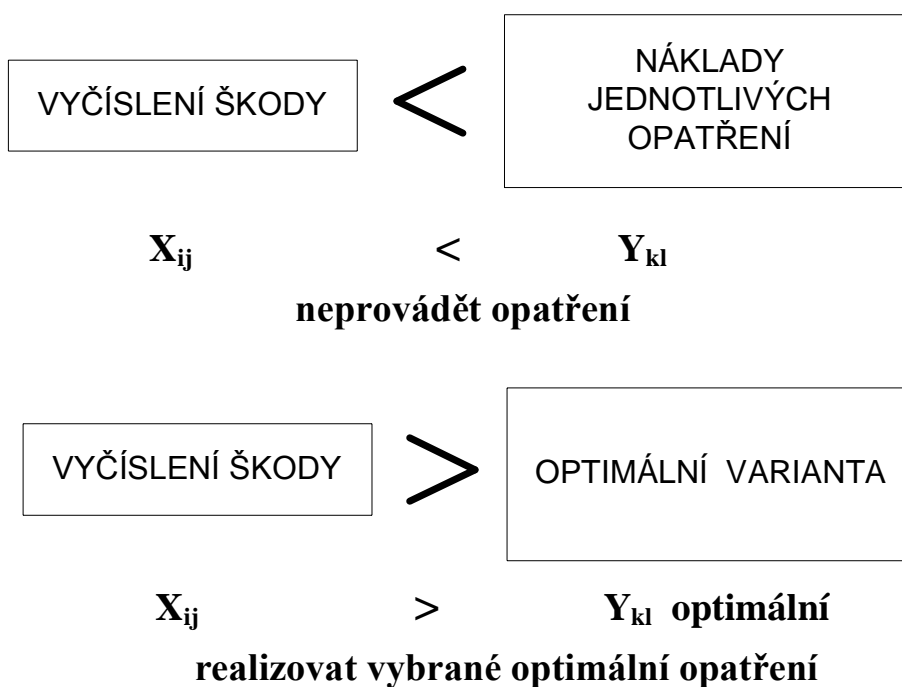 VYČÍSLENÍ ŠKODY < NÁKLADY
JEDNOTLIVÝCH
OPATŘENÍ
Xij < Ykl
neprovádět opatření
VYČÍSLENÍ ŠKODY > OPTIMÁLNÍ VARIANTA
Xij > Ykl optimální
realizovat vybrané optimální opatření